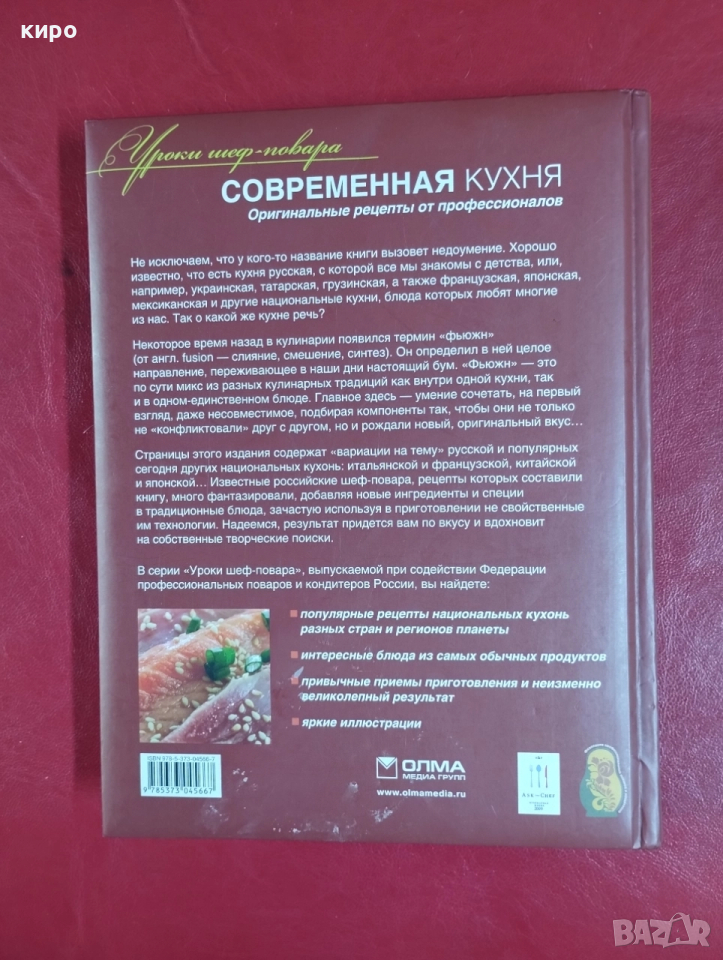 киро
Уроки шеф-повара
СОВРЕМЕННАЯ КУХНЯ
Оригинальные рецепты от профессионалов
Не исключаем, что у кого-то название книги вызовет недоумение. Хорошо
известно, что есть кухня русская, с которой все мы знакомы с детства, или,
например, украинская, татарская, грузинская, а также французская, японская,
мексиканская и другие национальные кухни, блюда которых любят многие
из нас. Так о какой же кухне речь?
Некоторое время назад в кулинарии появился термин «фьюжн»
(от англ. fusion — слияние, смешение, синтез). Он определил в ней целое
направление, переживающее в наши дни настоящий бум. «Фьюжн» — это
по сути микс из разных кулинарных традиций как внутри одной кухни, так
и в одном-единственном блюде. Главное здесь — умение сочетать, на первый
взгляд, даже несовместимое, подбирая компоненты так, чтобы они не только
не «конфликтовали» друг с другом, но и рождали новый, оригинальный вкус...
Страницы этого издания содержат «вариации на тему» русской и популярных
сегодня других национальных кухонь: итальянской и французской, китайской
и японской... Известные российские шеф-повара, рецепты которых составили
книгу, много фантазировали, добавляя новые ингредиенты и специи
в традиционные блюда, зачастую используя в приготовлении не свойственные
им технологии. Надеемся, результат придется вам по вкусу и вдохновит
на собственные творческие поиски.
В серии «Уроки шеф-повара», выпускаемой при содействии Федерации
профессиональных поваров и кондитеров России, вы найдете:
популярные рецепты национальных кухонь
разных стран и регионов планеты
интересные блюда из самых обычных продуктов
привычные приемы приготовления и неизменно
великолепный результат
яркие иллюстрации
ISBN 978-5-373-04566-7
9 785373 045667
ОЛМА
МЕДИА ГРУПП
www.olmamedia.ru
BAZAR